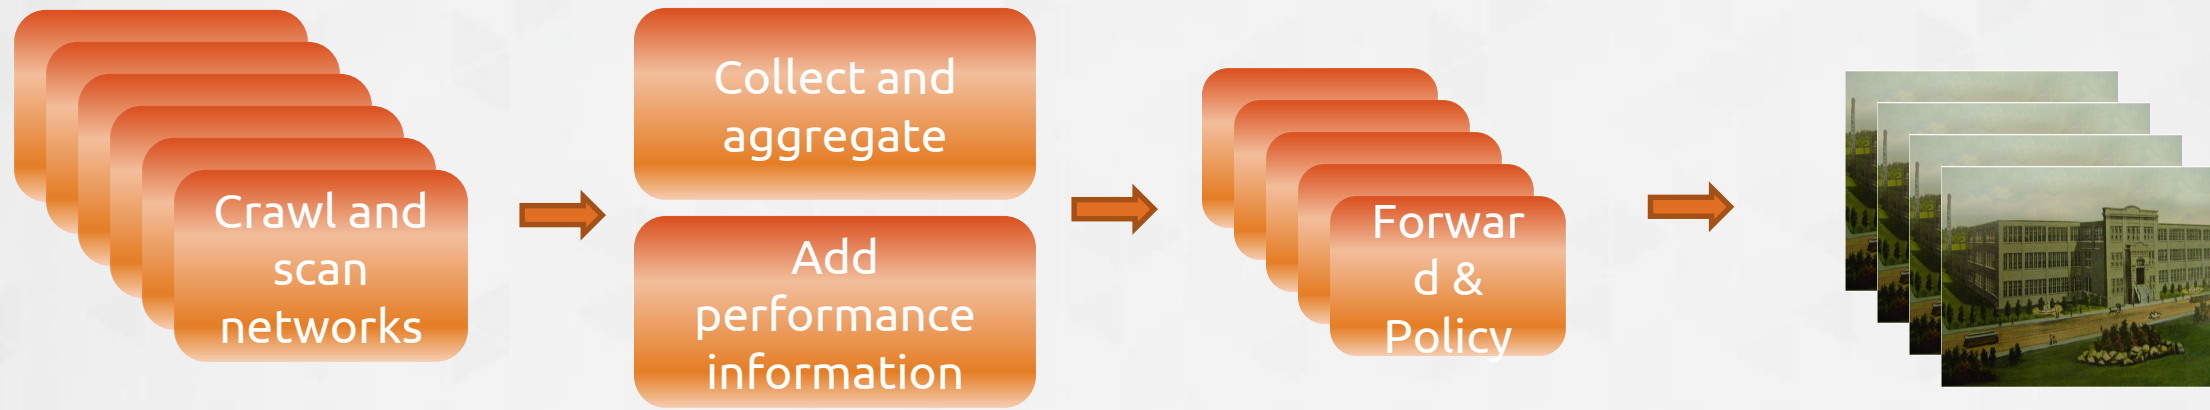 Crawl and
scan
networks
Collect and
aggregate
Add
performance
information
Forwar
d &
Policy